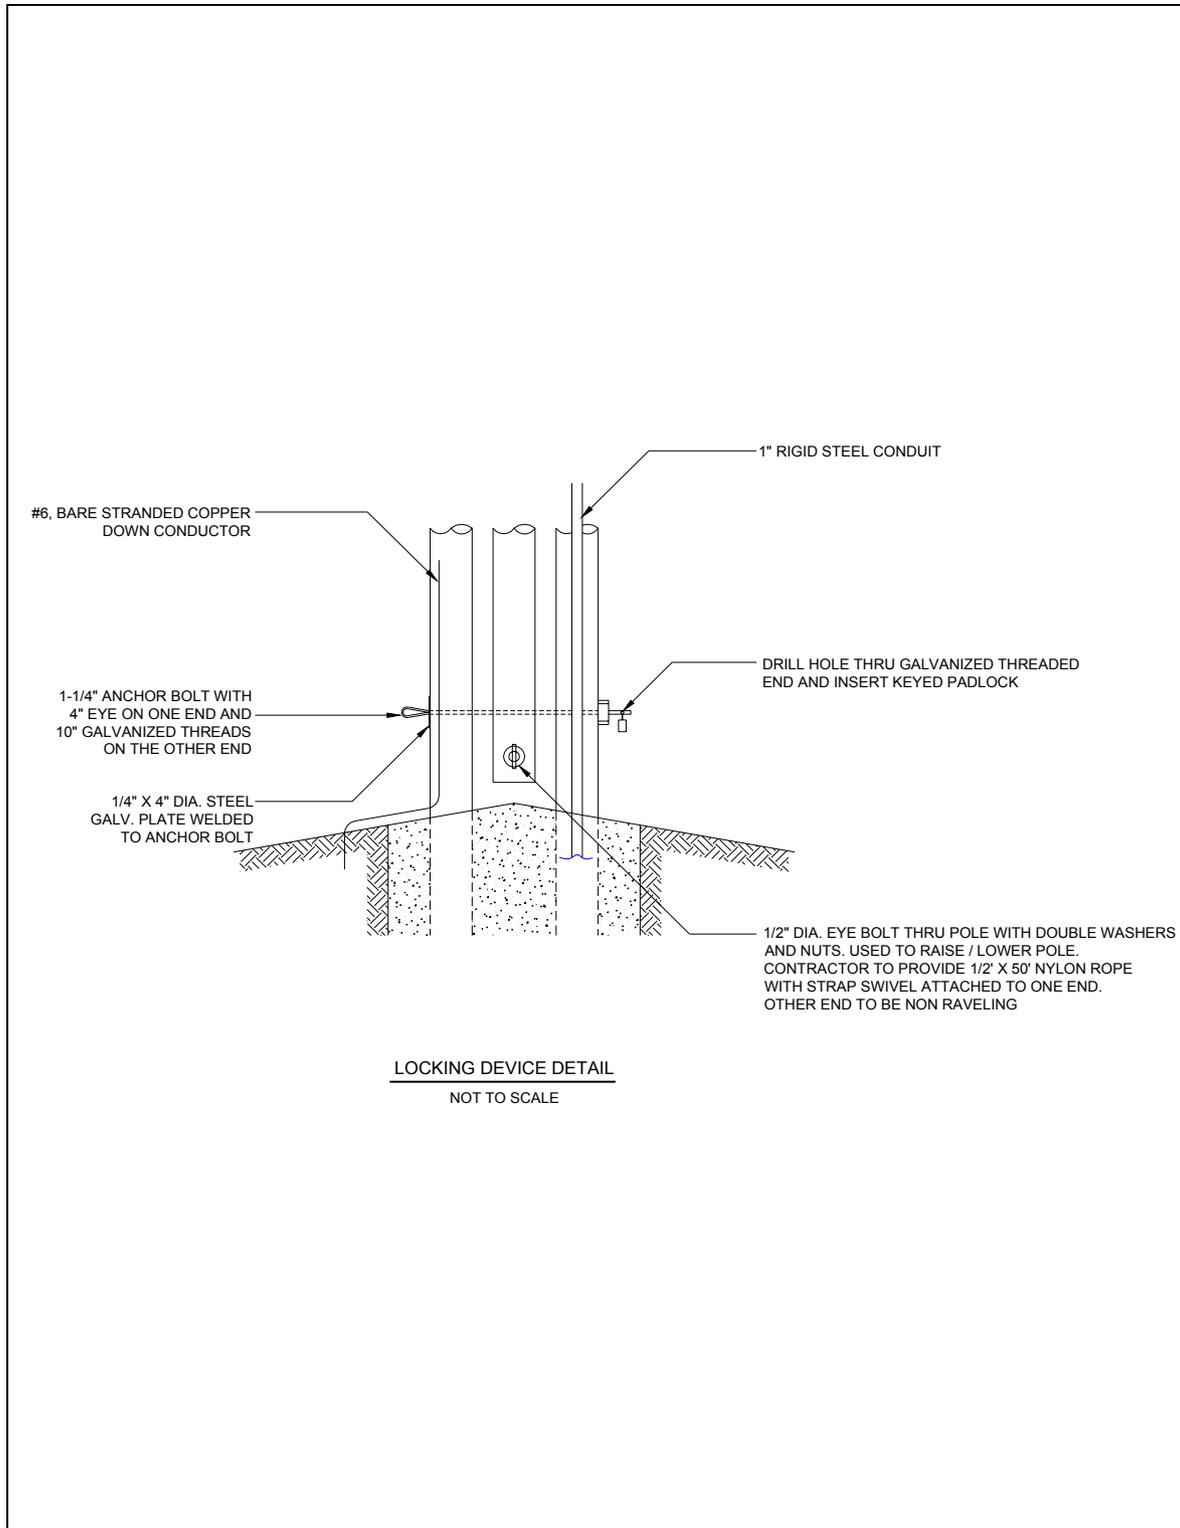 1" RIGID STEEL CONDUIT
#6, BARE STRANDED COPPER
DOWN CONDUCTOR
DRILL HOLE THRU GALVANIZED THREADED
END AND INSERT KEYED PADLOCK
1-1/4" ANCHOR BOLT WITH
4" EYE ON ONE END AND
10" GALVANIZED THREADS
ON THE OTHER END
1/4" X 4" DIA. STEEL
GALV. PLATE WELDED
TO ANCHOR BOLT
1/2" DIA. EYE BOLT THRU POLE WITH DOUBLE WASHERS
AND NUTS. USED TO RAISE / LOWER POLE.
CONTRACTOR TO PROVIDE 1/2' X 50' NYLON ROPE
WITH STRAP SWIVEL ATTACHED TO ONE END.
OTHER END TO BE NON RAVELING
LOCKING DEVICE DETAIL
NOT TO SCALE